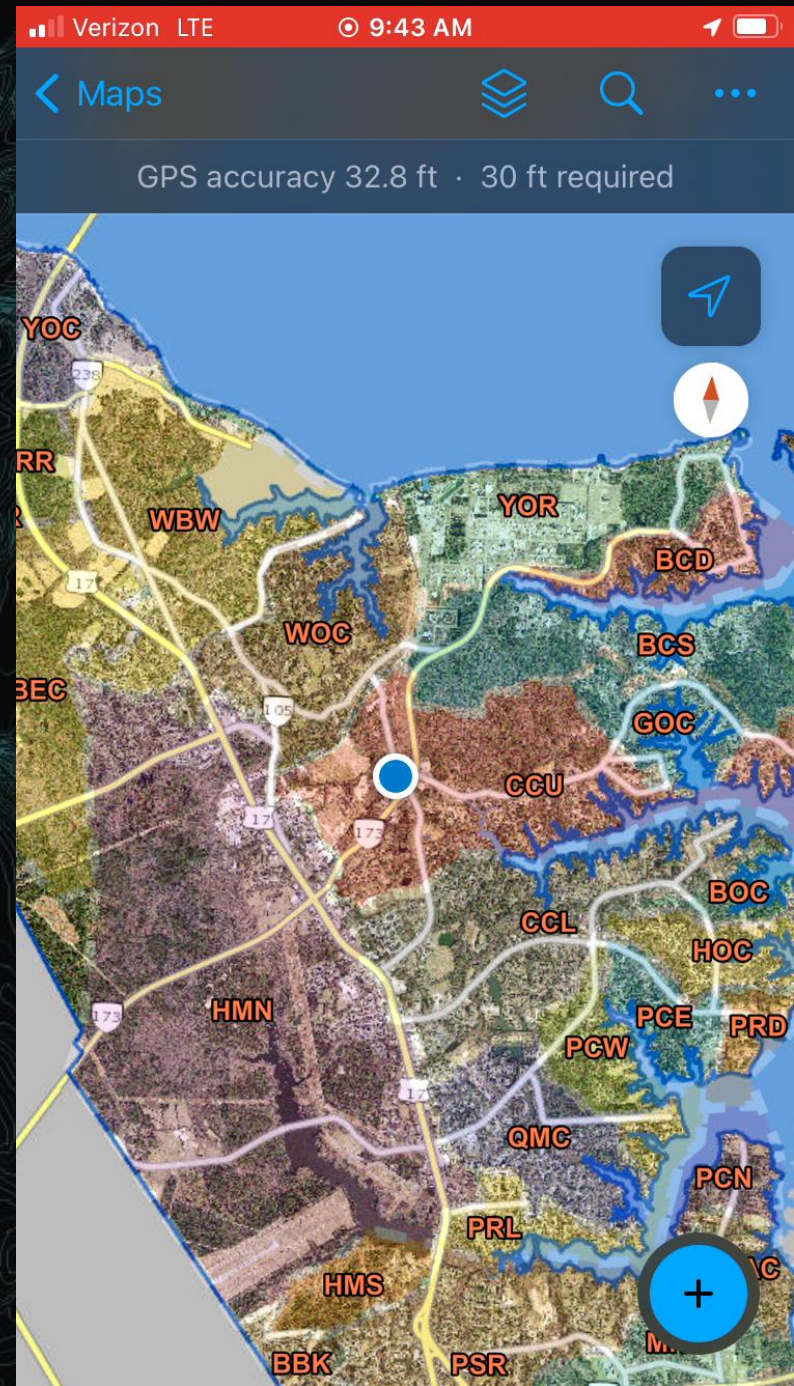 Verizon LTE 9:43 AM
Maps
GPS accuracy 32.8 ft · 30 ft required
YOC
238
RR
WBW
YOR
17
BCD
WOC
BCS
BEC
105
GOC
CCU
17
173
BOC
CCL
HOC
HMN
173
PCE
PRD
PCW
17
QMC
PCN
PRL
HMS
BBK
PSR